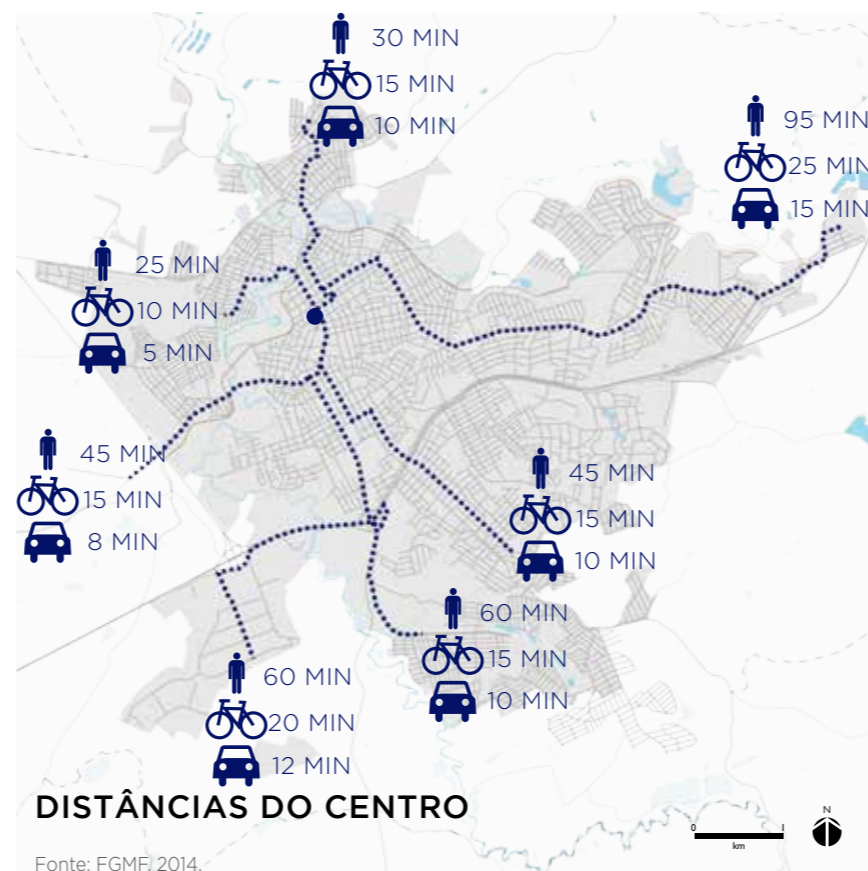 30 MIN
15 MIN
10 MIN
95 MIN
25 MIN
15 MIN
25 MIN
10 MIN
5 MIN
45 MIN
15 MIN
8 MIN
45 MIN
15 MIN
10 MIN
60 MIN
15 MIN
10 MIN
60 MIN
20 MIN
12 MIN
DISTÂNCIAS DO CENTRO
0 1
km
N
Fonte: FGMF, 2014.